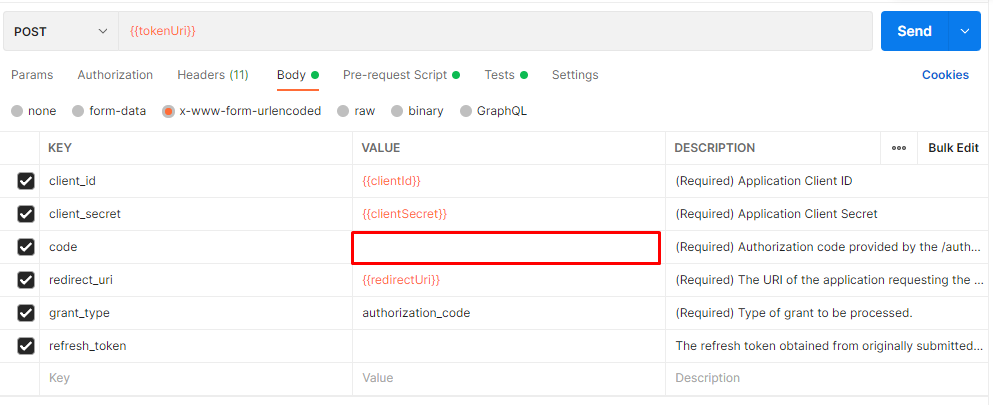 POST {{tokenUri}} Send
Params Authorization Headers (11) Body Pre-request Script Tests Settings Cookies
none form-data x-www-form-urlencoded raw binary GraphQL
KEY VALUE DESCRIPTION ••• Bulk Edit
client_id {{clientId}} (Required) Application Client ID
client_secret {{clientSecret}} (Required) Application Client Secret
code (Required) Authorization code provided by the /auth...
redirect_uri {{redirectUri}} (Required) The URI of the application requesting the ...
grant_type authorization_code (Required) Type of grant to be processed.
refresh_token The refresh token obtained from originally submitted...
Key Value Description